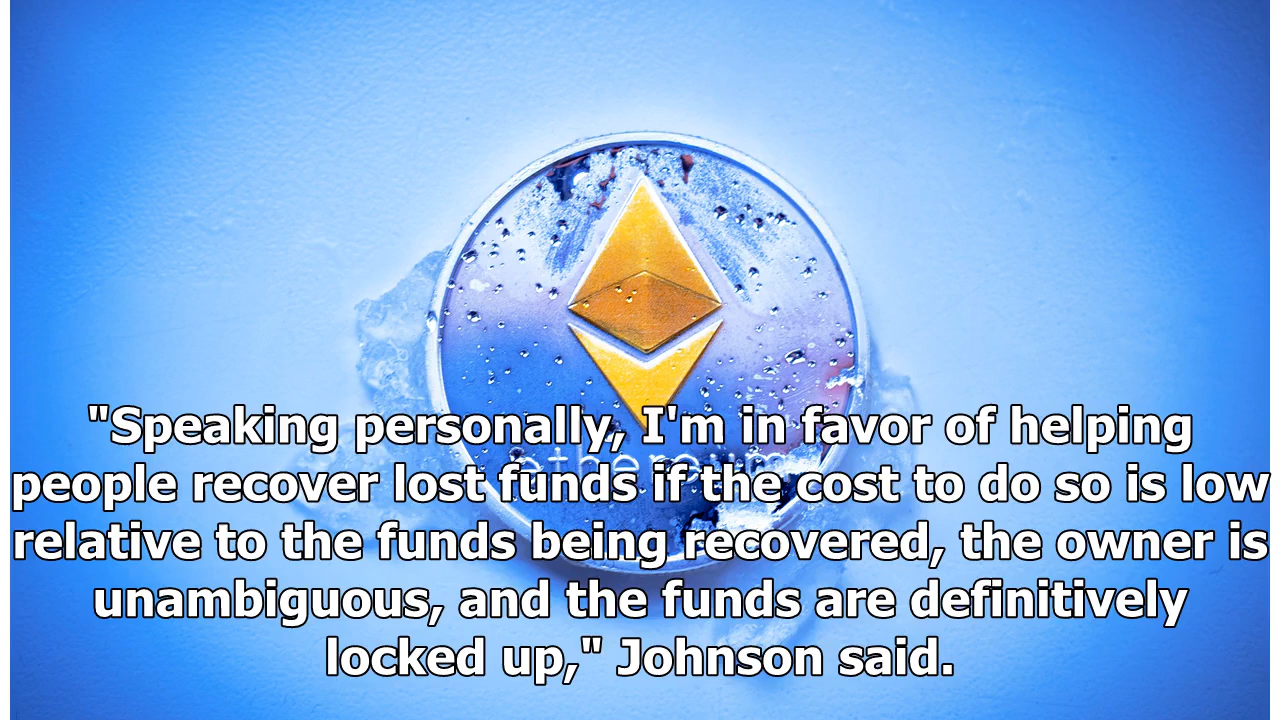 "Speaking personally, I'm in favor of helping
ethereum
people recover lost funds if the cost to do so is low
relative to the funds being recovered, the owner is
unambiguous, and the funds are definitively
locked up," Johnson said.